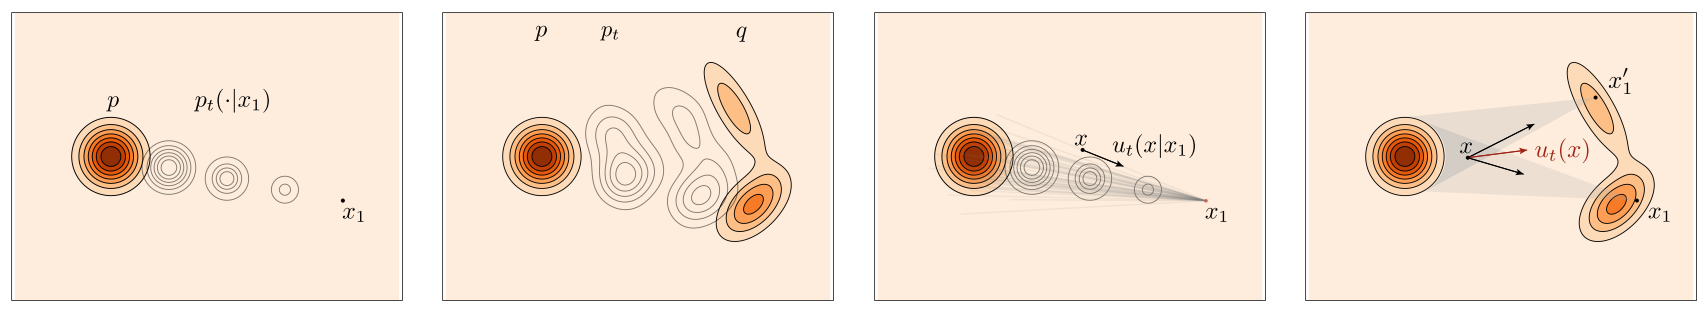 p
p_t(·|x_1)
x_1
p
p_t
q
x
u_t(x|x_1)
x_1
x'_1
x
u_t(x)
x_1